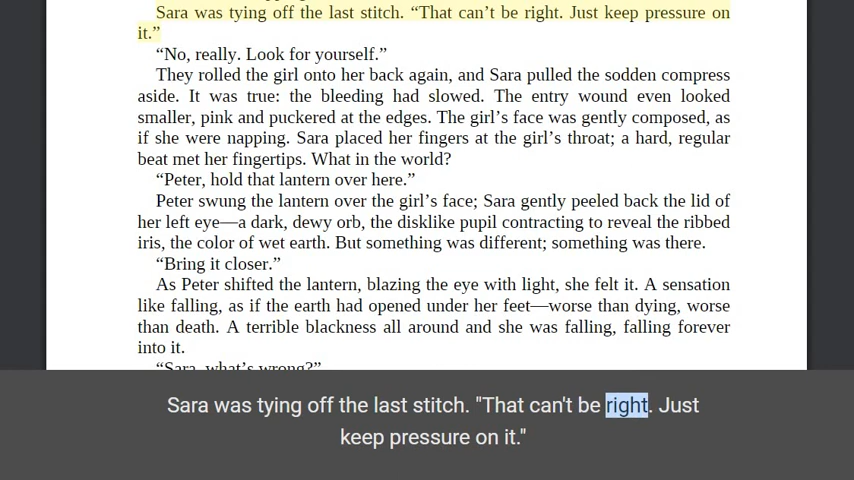 Sara was tying off the last stitch. “That can’t be right. Just keep pressure on
it.”
“No, really. Look for yourself.”
They rolled the girl onto her back again, and Sara pulled the sodden compress
aside. It was true: the bleeding had slowed. The entry wound even looked
smaller, pink and puckered at the edges. The girl’s face was gently composed, as
if she were napping. Sara placed her fingers at the girl’s throat; a hard, regular
beat met her fingertips. What in the world?
“Peter, hold that lantern over here.”
Peter swung the lantern over the girl’s face; Sara gently peeled back the lid of
her left eye—a dark, dewy orb, the disklike pupil contracting to reveal the ribbed
iris, the color of wet earth. But something was different; something was there.
“Bring it closer.”
As Peter shifted the lantern, blazing the eye with light, she felt it. A sensation
like falling, as if the earth had opened under her feet—worse than dying, worse
than death. A terrible blackness all around and she was falling, falling forever
into it.
“Sara, what’s wrong?”
Sara was tying off the last stitch. "That can't be right. Just
keep pressure on it."